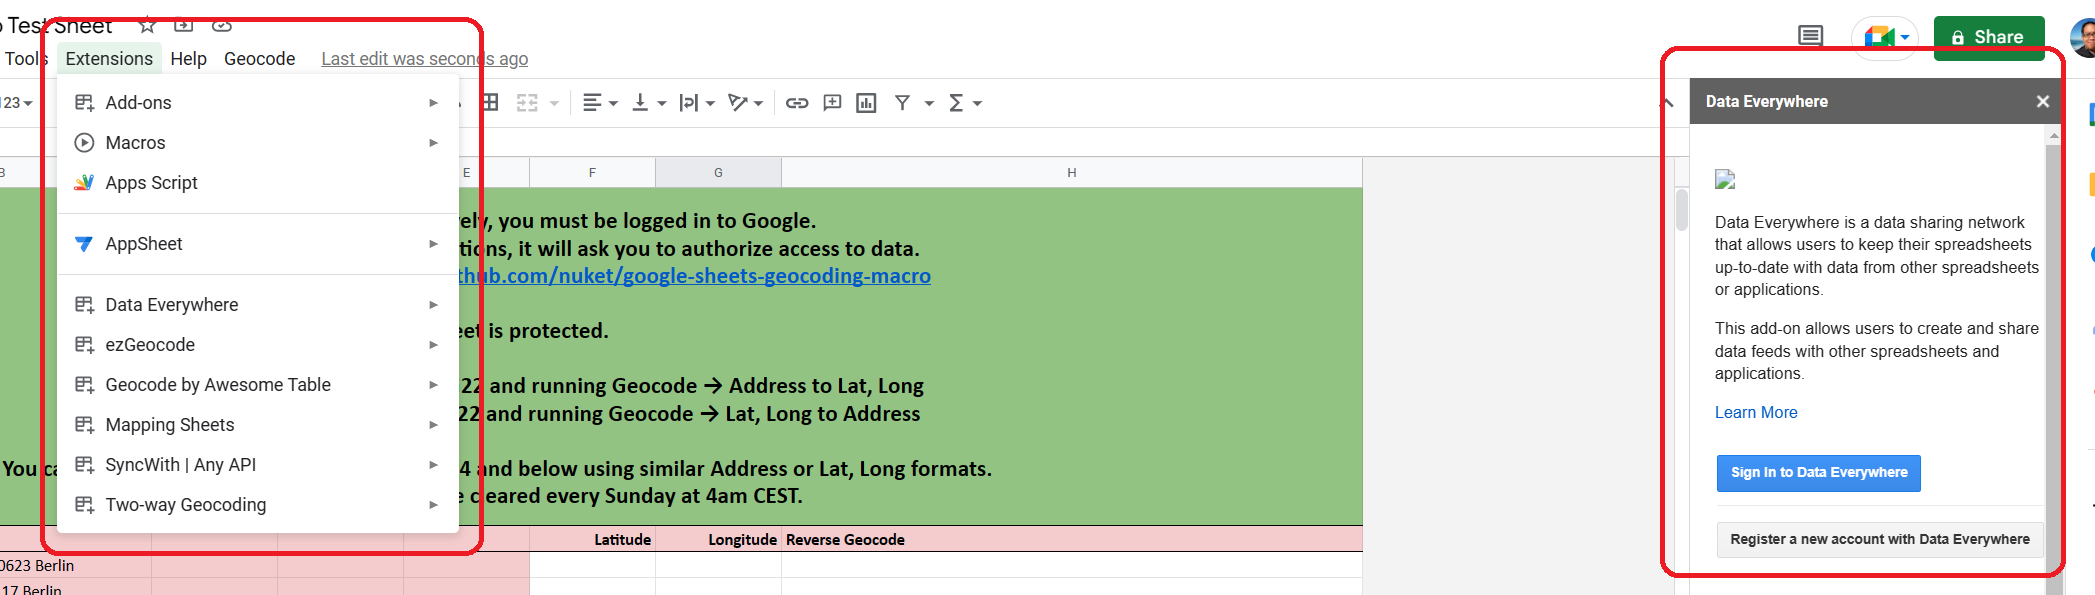 Test Sheet
Tools Extensions Help Geocode Last edit was seconds ago
Share
123
Add-ons
Macros
Apps Script
AppSheet
Data Everywhere
ezGeocode
Geocode by Awesome Table
Mapping Sheets
SyncWith | Any API
Two-way Geocoding
B E F G H
ely, you must be logged in to Google.
tions, it will ask you to authorize access to data.
thub.com/nuket/google-sheets-geocoding-macro
eet is protected.
22 and running Geocode → Address to Lat, Long
22 and running Geocode → Lat, Long to Address
You ca
4 and below using similar Address or Lat, Long formats.
e cleared every Sunday at 4am CEST.
Latitude Longitude Reverse Geocode
0623 Berlin
17 Berlin
Data Everywhere
Data Everywhere is a data sharing network
that allows users to keep their spreadsheets
up-to-date with data from other spreadsheets
or applications.
This add-on allows users to create and share
data feeds with other spreadsheets and
applications.
Learn More
Sign In to Data Everywhere
Register a new account with Data Everywhere